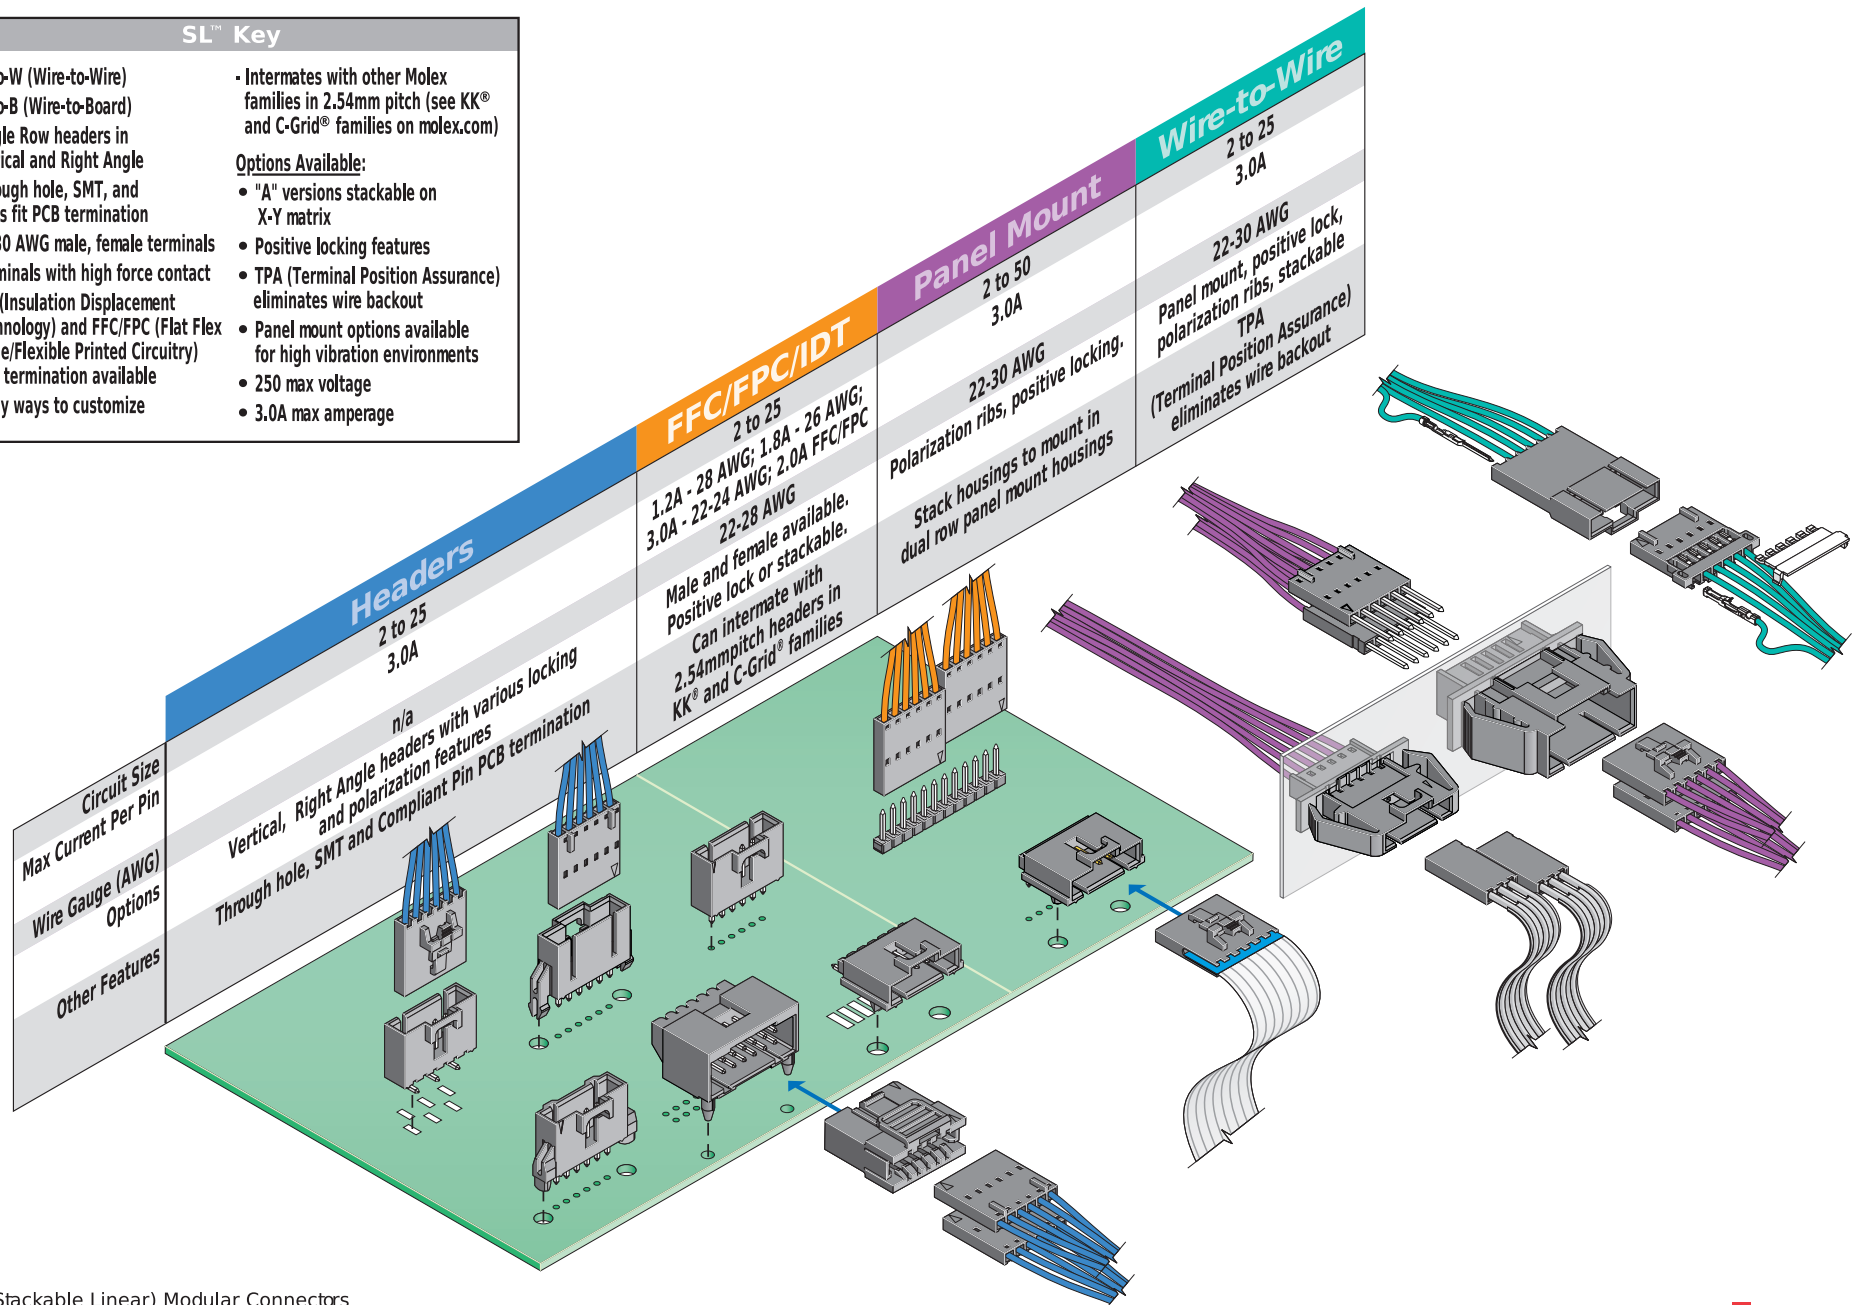 SL™ Key
o-W (Wire-to-Wire)
o-B (Wire-to-Board)
gle Row headers in
ical and Right Angle
ough hole, SMT, and
s fit PCB termination
30 AWG male, female terminals
minals with high force contact
(Insulation Displacement
hnology) and FFC/FPC (Flat Flex
e/Flexible Printed Circuitry)
termination available
y ways to customize
- Intermates with other Molex
families in 2.54mm pitch (see KK®
and C-Grid® families on molex.com)
Options Available:
• "A" versions stackable on
X-Y matrix
• Positive locking features
• TPA (Terminal Position Assurance)
eliminates wire backout
• Panel mount options available
for high vibration environments
• 250 max voltage
• 3.0A max amperage
Circuit Size
Max Current Per Pin
Wire Gauge (AWG)
Options
Other Features
Headers
2 to 25
3.0A
n/a
Vertical, Right Angle headers with various locking
and polarization features
Through hole, SMT and Compliant Pin PCB termination
FFC/FPC/IDT
2 to 25
1.2A - 28 AWG; 1.8A - 26 AWG;
3.0A - 22-24 AWG; 2.0A FFC/FPC
22-28 AWG
Male and female available.
Positive lock or stackable.
Can intermate with
2.54mmpitch headers in
KK® and C-Grid® families
Panel Mount
2 to 50
3.0A
22-30 AWG
Polarization ribs, positive locking.
Stack housings to mount in
dual row panel mount housings
Wire-to-Wire
2 to 25
3.0A
22-30 AWG
Panel mount, positive lock,
polarization ribs, stackable
TPA
(Terminal Position Assurance)
eliminates wire backout
Stackable Linear) Modular Connectors